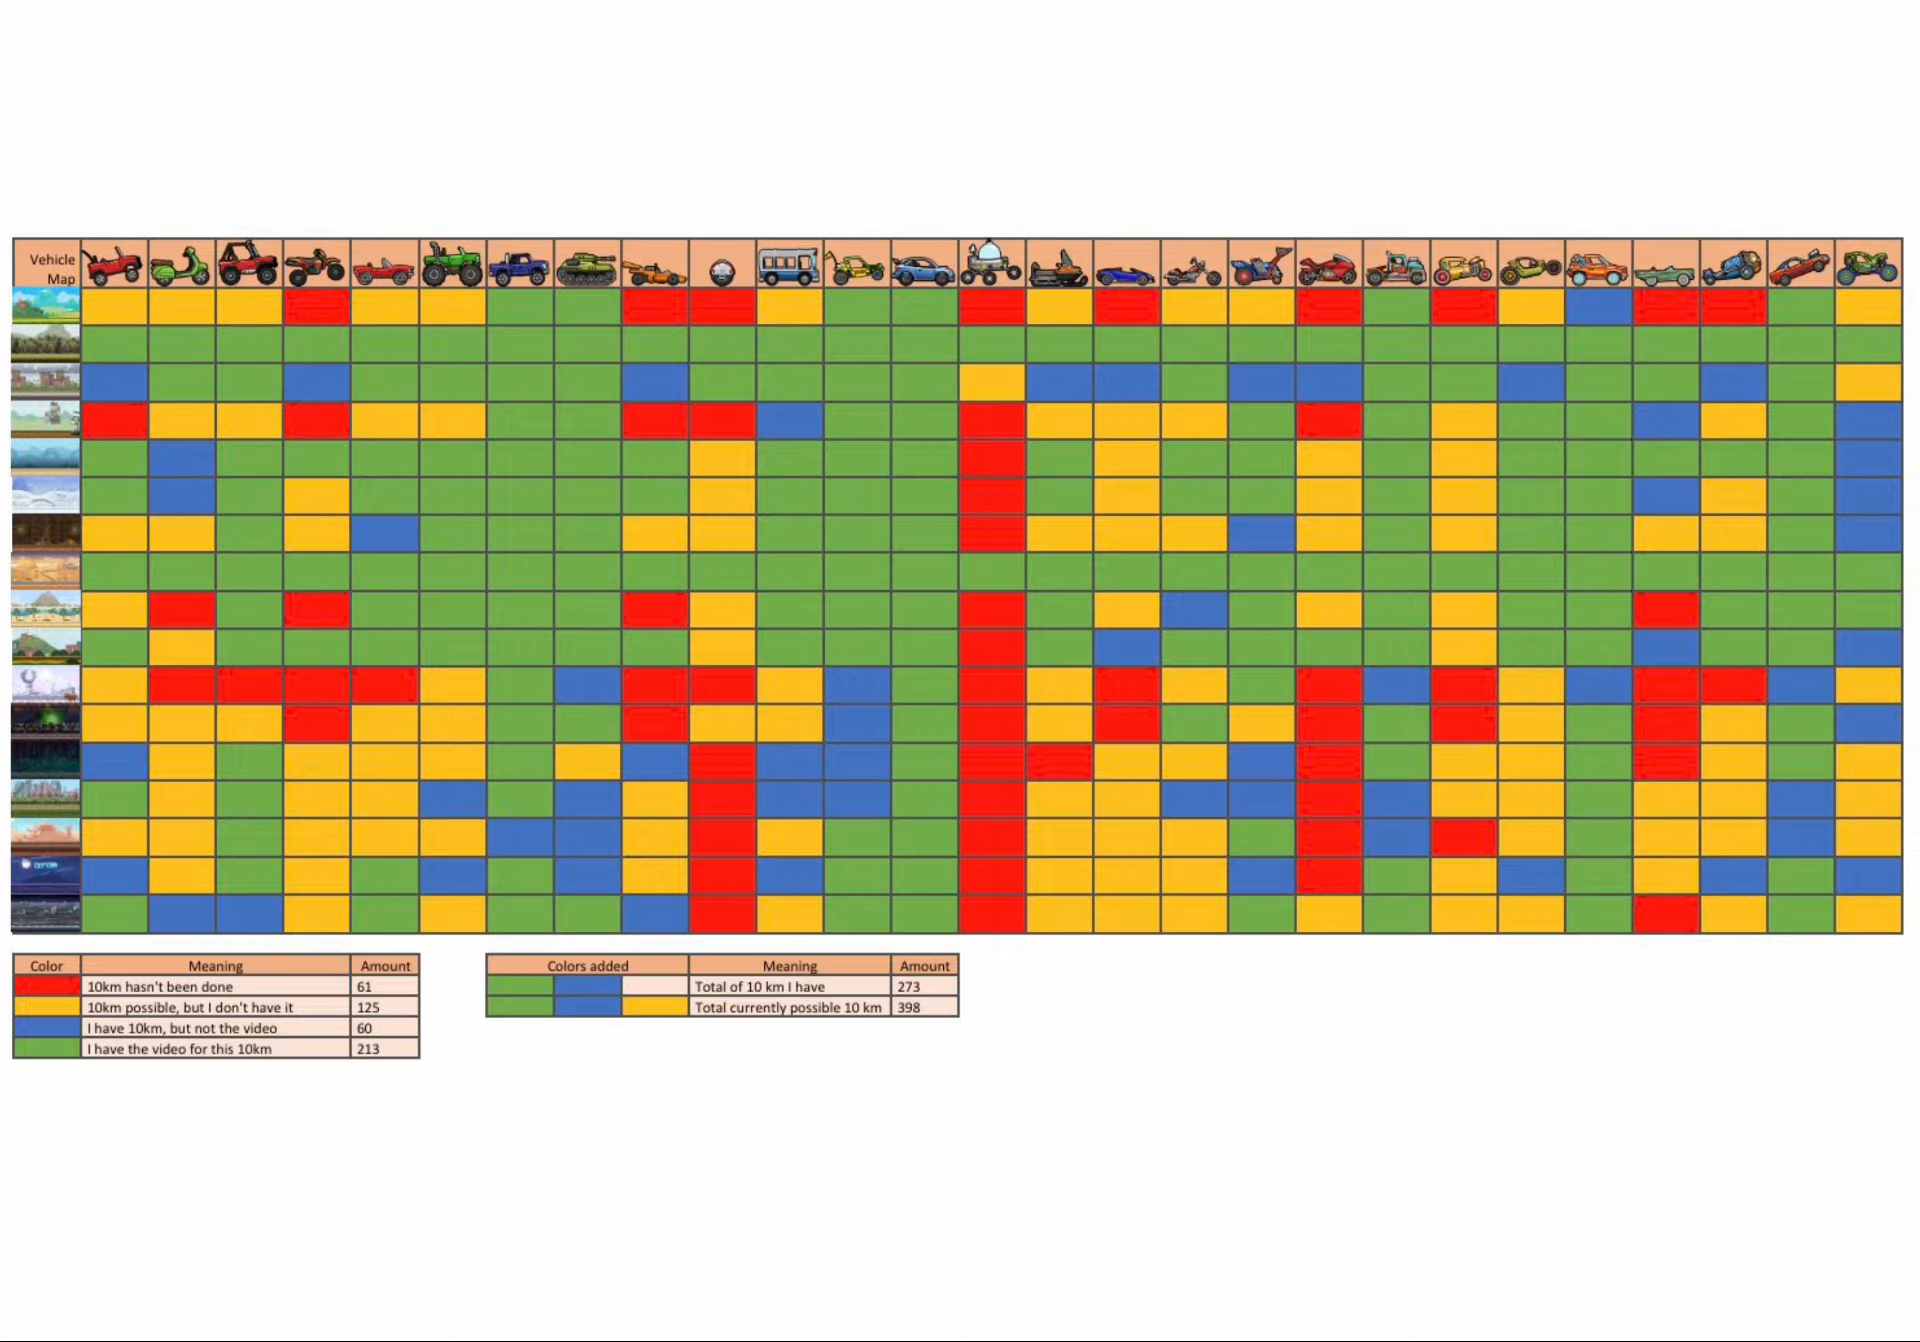 Vehicle
Map
Color Meaning Amount
10km hasn't been done 61
10km possible, but I don't have it 125
I have 10km, but not the video 60
I have the video for this 10km 213
Colors added Meaning Amount
Total of 10 km I have 273
Total currently possible 10 km 398